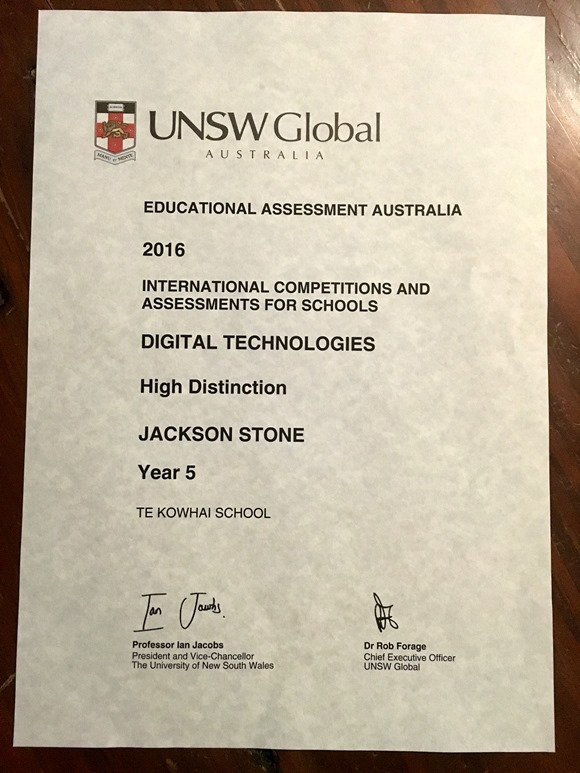 UNSW Global
AUSTRALIA
EDUCATIONAL ASSESSMENT AUSTRALIA
2016
INTERNATIONAL COMPETITIONS AND
ASSESSMENTS FOR SCHOOLS
DIGITAL TECHNOLOGIES
High Distinction
JACKSON STONE
Year 5
TE KOWHAI SCHOOL
Ian Jacobs
Professor Ian Jacobs
President and Vice-Chancellor
The University of New South Wales
Dr Rob Forage
Chief Executive Officer
UNSW Global